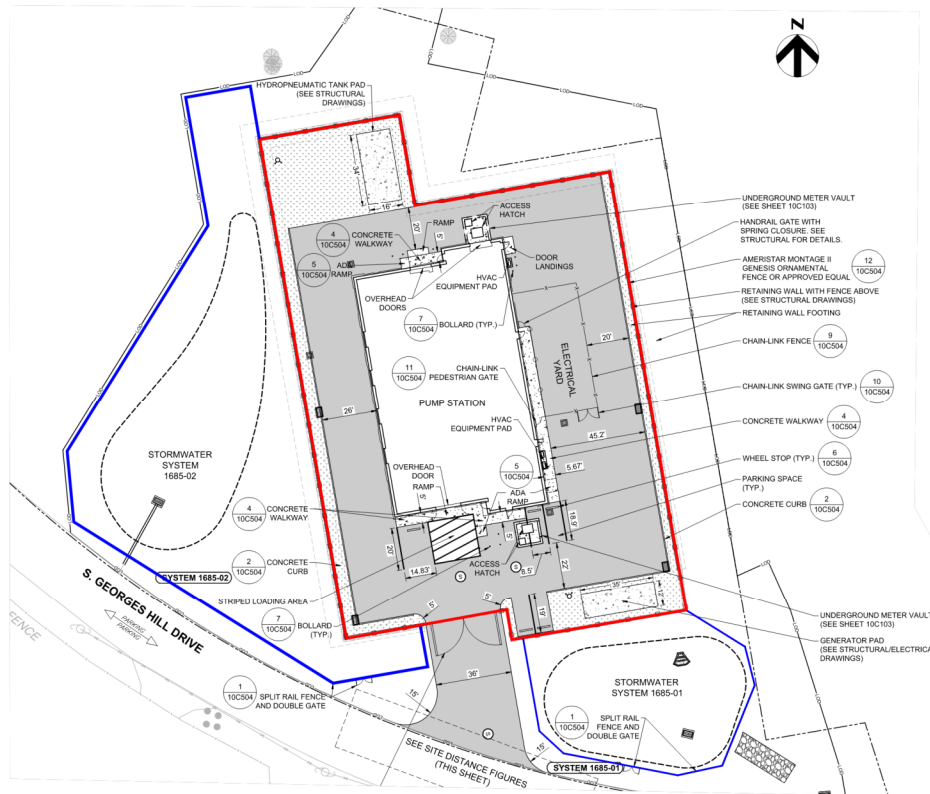 N
LOD
LOD
LOD
LOD
LOD
HYDROPNEUMATIC TANK PAD
(SEE STRUCTURAL
DRAWINGS)
34'
16'
20'
5'
RAMP
ACCESS
HATCH
4
10C504
CONCRETE
WALKWAY
5
10C504
ADA
RAMP
DOOR
LANDINGS
HVAC
EQUIPMENT PAD
OVERHEAD
DOORS
7
10C504
BOLLARD (TYP.)
11
10C504
CHAIN-LINK
PEDESTRIAN GATE
PUMP STATION
ELECTRICAL
YARD
20'
26'
HVAC
EQUIPMENT PAD
45.2'
5.67'
UNDERGROUND METER VAULT
(SEE SHEET 10C103)
HANDRAIL GATE WITH
SPRING CLOSURE. SEE
STRUCTURAL FOR DETAILS.
AMERISTAR MONTAGE II
GENESIS ORNAMENTAL
FENCE OR APPROVED EQUAL
12
10C504
RETAINING WALL WITH FENCE ABOVE
(SEE STRUCTURAL DRAWINGS)
RETAINING WALL FOOTING
CHAIN-LINK FENCE
9
10C504
CHAIN-LINK SWING GATE (TYP.)
10
10C504
CONCRETE WALKWAY
4
10C504
WHEEL STOP (TYP.)
6
10C504
PARKING SPACE
(TYP.)
CONCRETE CURB
2
10C504
STORMWATER
SYSTEM
1685-02
OVERHEAD
DOOR
RAMP
5'
5
10C504
ADA
RAMP
18.9'
5'
4
10C504
CONCRETE
WALKWAY
20'
14.83'
ACCESS
HATCH
8.5'
22'
S
S
2
10C504
CONCRETE
CURB
SYSTEM 1685-02
STRIPED LOADING AREA
7
10C504
BOLLARD
(TYP.)
5'
5'
19'
35'
12'
UNDERGROUND METER VAULT
(SEE SHEET 10C103)
GENERATOR PAD
(SEE STRUCTURAL/ELECTRICA
DRAWINGS)
S. GEORGES HILL DRIVE
FENCE
PARKING
PARKING
1
10C504
SPLIT RAIL FENCE
AND DOUBLE GATE
36'
15'
15'
STORMWATER
SYSTEM 1685-01
1
10C504
SPLIT RAIL
FENCE AND
DOUBLE GATE
SEE SITE DISTANCE FIGURES
(THIS SHEET)
SYSTEM 1685-01